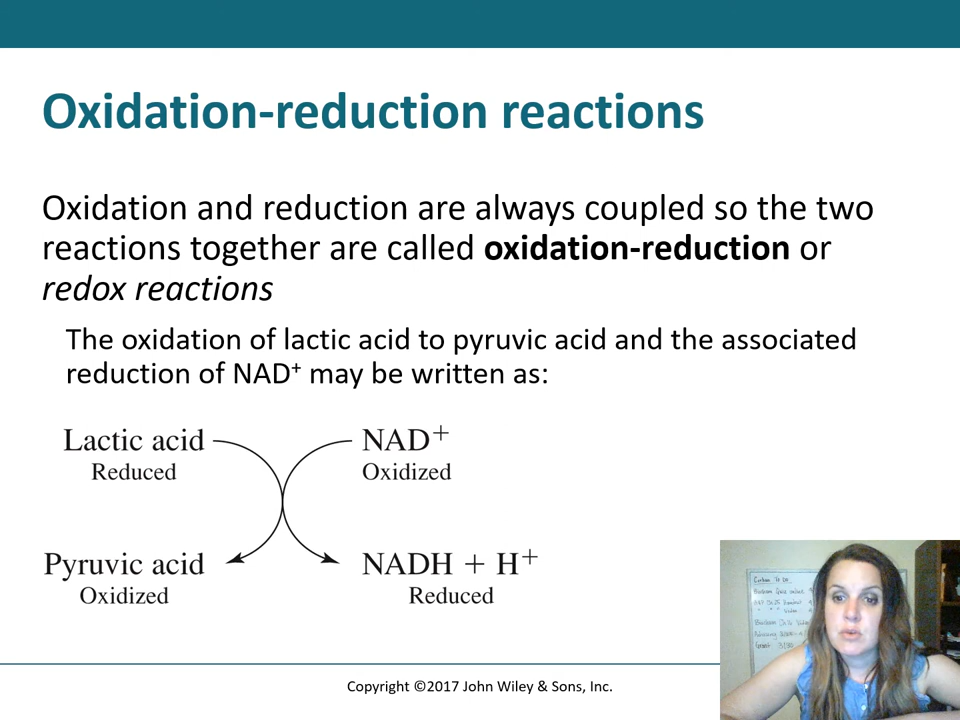 Oxidation-reduction reactions
Oxidation and reduction are always coupled so the two
reactions together are called oxidation-reduction or
redox reactions
The oxidation of lactic acid to pyruvic acid and the associated
reduction of NAD⁺ may be written as:
Lactic acid NAD⁺
Reduced Oxidized
Pyruvic acid NADH + H⁺
Oxidized Reduced
Copyright ©2017 John Wiley & Sons, Inc.